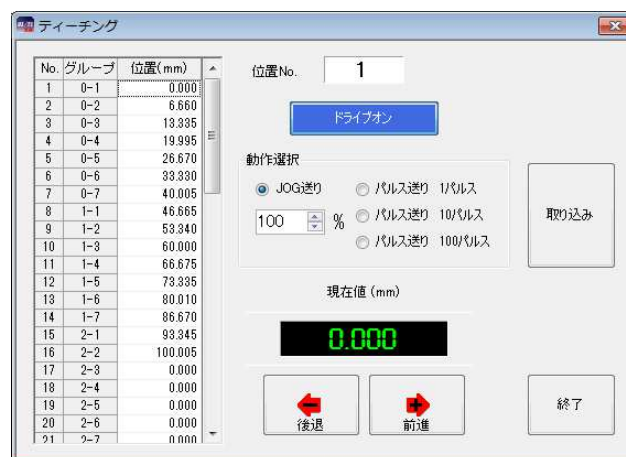 ティーチング
No. グループ 位置(mm)
1 0-1 0.000
2 0-2 6.660
3 0-3 13.335
4 0-4 19.995
5 0-5 26.670
6 0-6 33.330
7 0-7 40.005
8 1-1 46.665
9 1-2 53.340
10 1-3 60.000
11 1-4 66.675
12 1-5 73.335
13 1-6 80.010
14 1-7 86.670
15 2-1 93.345
16 2-2 100.005
17 2-3 0.000
18 2-4 0.000
19 2-5 0.000
20 2-6 0.000
21 2-7 0.000
位置No. 1
ドライブオン
動作選択
JOG送り パルス送り 1パルス
100 % パルス送り 10パルス
パルス送り 100パルス
取り込み
現在値 (mm)
0.000
後退 前進
終了